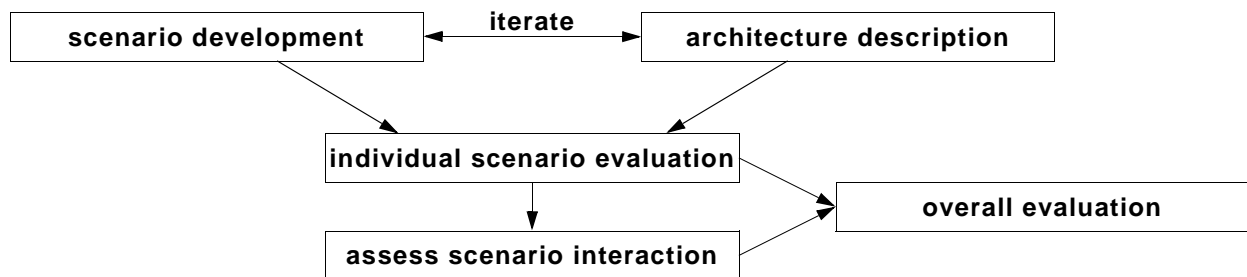 scenario development
iterate
architecture description
individual scenario evaluation
overall evaluation
assess scenario interaction